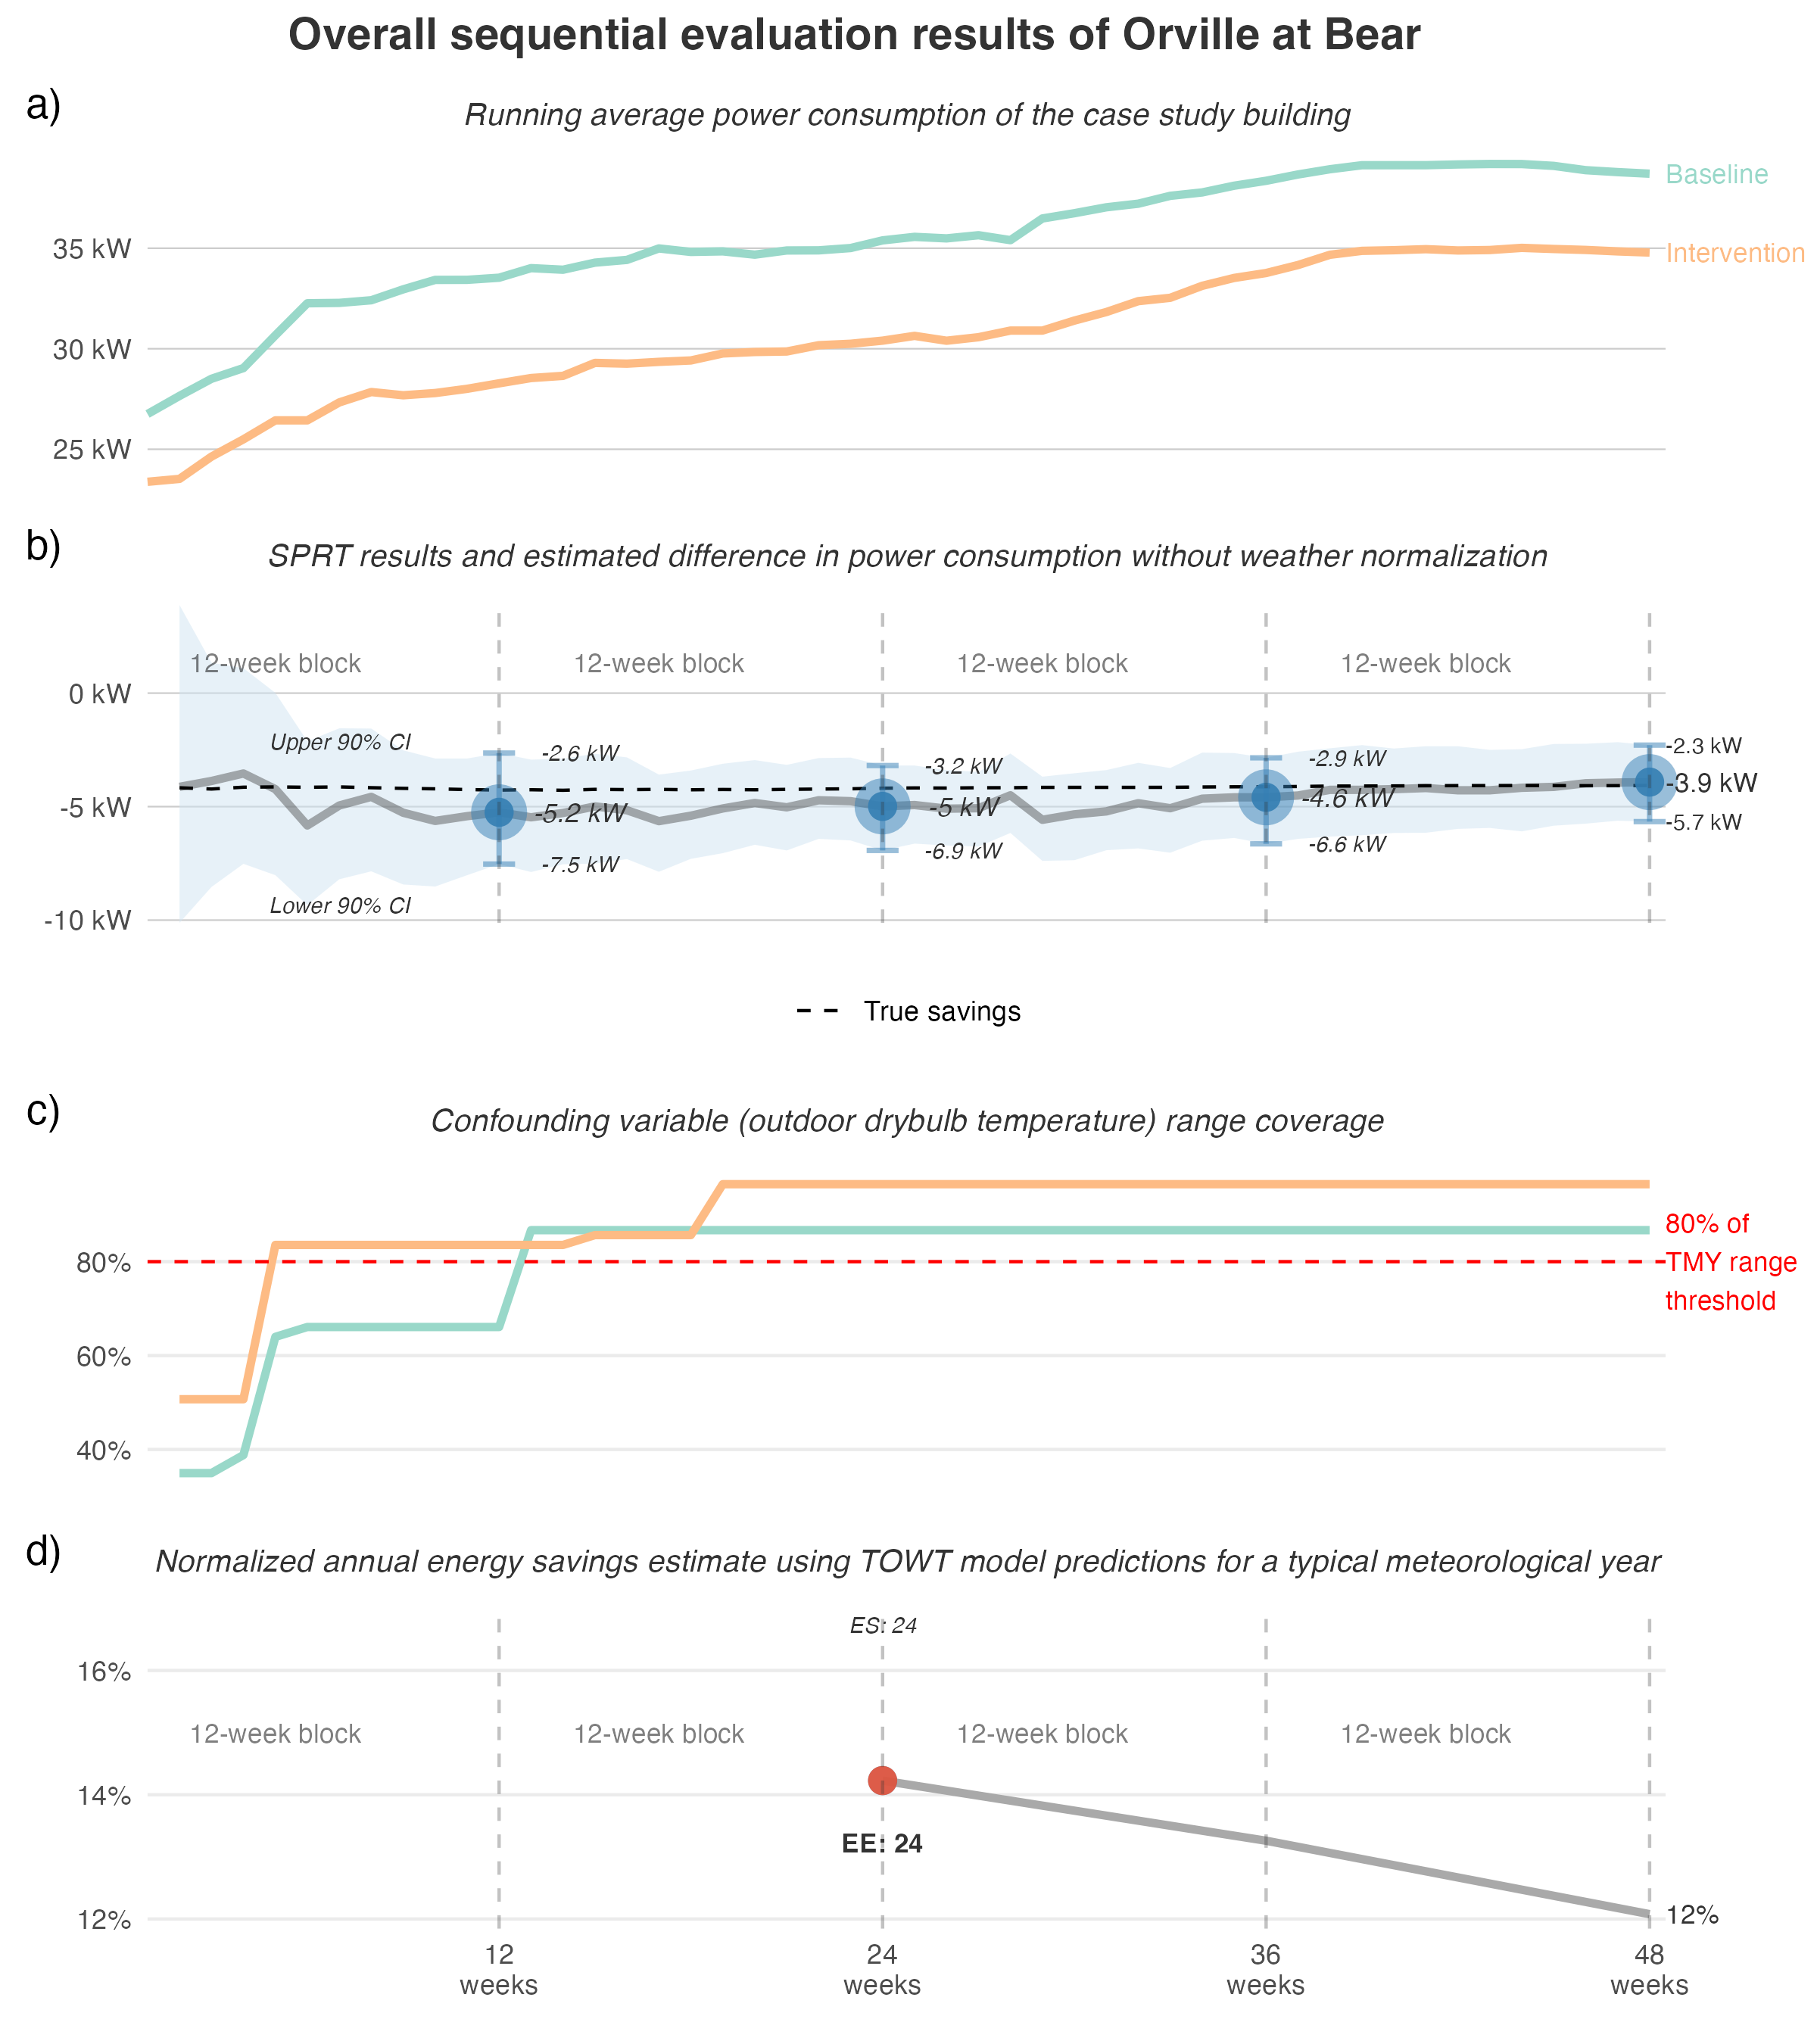 Overall sequential evaluation results of Orville at Bear
a)
Running average power consumption of the case study building
Baseline
35 kW
Intervention
30 kW
25 kW
b)
SPRT results and estimated difference in power consumption without weather normalization
12-week block
12-week block
12-week block
12-week block
0 kW
Upper 90% CI
-2.6 kW
-3.2 kW
-2.9 kW
-2.3 kW
-5 kW
-5.2 kW
-5 kW
-4.6 kW
-3.9 kW
-7.5 kW
-6.9 kW
-6.6 kW
-5.7 kW
Lower 90% CI
-10 kW
True savings
c)
Confounding variable (outdoor drybulb temperature) range coverage
80% of
TMY range
threshold
80%
60%
40%
d)
Normalized annual energy savings estimate using TOWT model predictions for a typical meteorological year
ES: 24
16%
12-week block
12-week block
12-week block
12-week block
14%
EE: 24
12%
12%
12
weeks
24
weeks
36
weeks
48
weeks